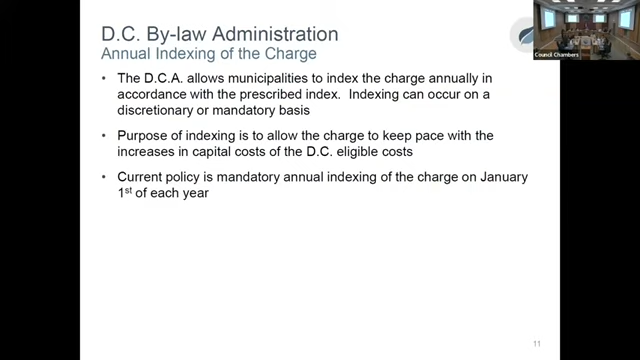 D.C. By-law Administration
Annual Indexing of the Charge
• The D.C.A. allows municipalities to index the charge annually in
accordance with the prescribed index. Indexing can occur on a
discretionary or mandatory basis
• Purpose of indexing is to allow the charge to keep pace with the
increases in capital costs of the D.C. eligible costs
• Current policy is mandatory annual indexing of the charge on January
1st of each year
11
Council Chambers